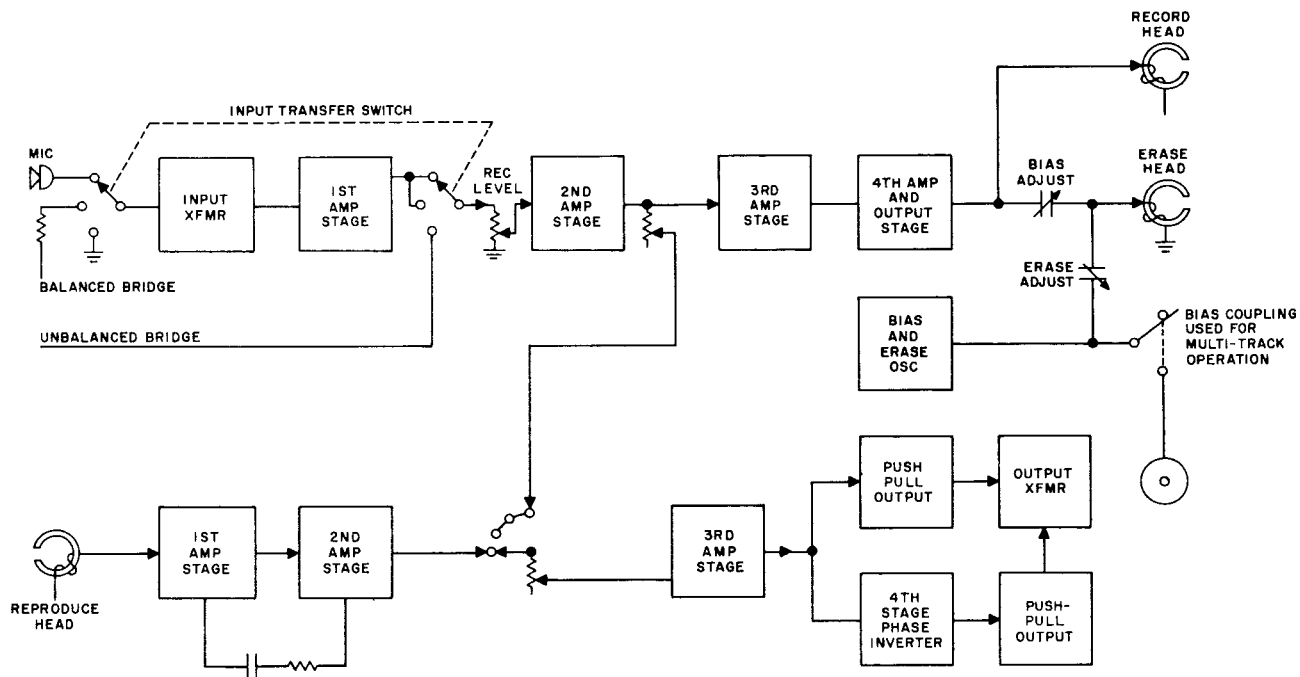 RECORD
HEAD
INPUT TRANSFER SWITCH
MIC
INPUT
XFMR
1ST
AMP
STAGE
REC
LEVEL
2ND
AMP
STAGE
3RD
AMP
STAGE
4TH AMP
AND
OUTPUT
STAGE
BIAS
ADJUST
ERASE
HEAD
BALANCED BRIDGE
ERASE
ADJUST
UNBALANCED BRIDGE
BIAS
AND
ERASE
OSC
BIAS COUPLING
USED FOR
MULTI-TRACK
OPERATION
REPRODUCE
HEAD
1ST
AMP
STAGE
2ND
AMP
STAGE
3RD
AMP
STAGE
PUSH
PULL
OUTPUT
OUTPUT
XFMR
4TH
STAGE
PHASE
INVERTER
PUSH-
PULL
OUTPUT